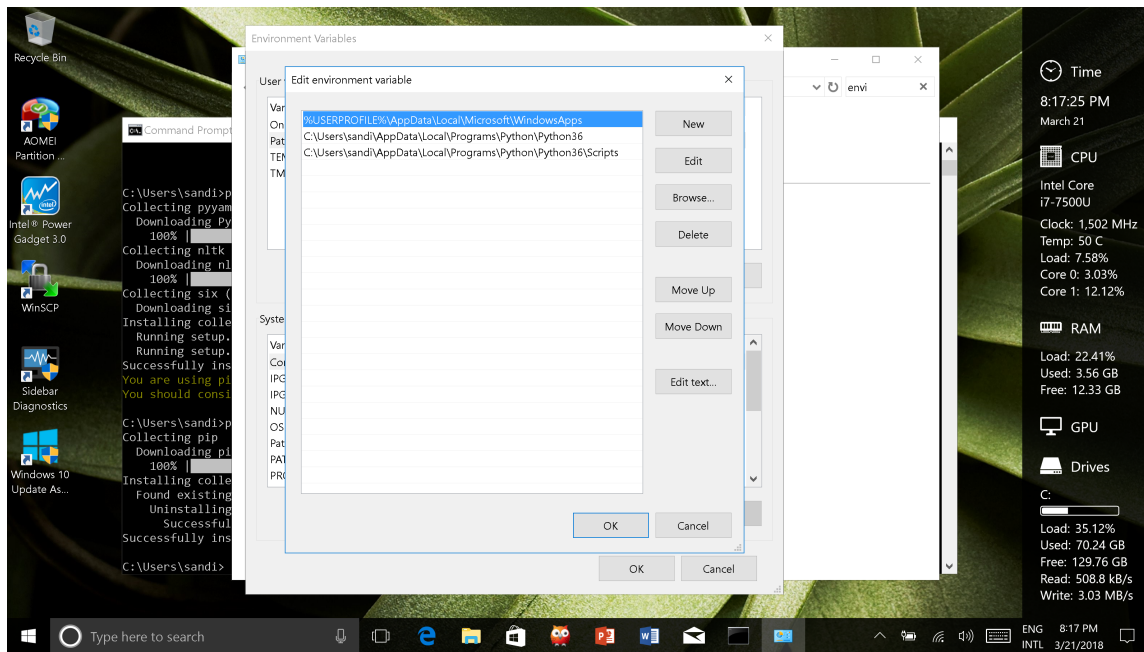 Recycle Bin
AOMEI
Partition ...
Intel® Power
Gadget 3.0
WinSCP
Sidebar
Diagnostics
Windows 10
Update As...
Command Prompt
C:\Users\sandi>p
Collecting pyyam
Downloading Py
100% |
Collecting nltk
Downloading nl
100% |
Collecting six (
Downloading si
Installing colle
Running setup.
Running setup.
Successfully ins
You are using pi
You should consi
C:\Users\sandi>p
Collecting pip
Downloading pi
100% |
Installing colle
Found existing
Uninstalling
Successful
Successfully ins
C:\Users\sandi>
Environment Variables
User
Var
On
Pat
TEM
TM
Syste
Var
Co
IPG
IPG
NU
OS
Pat
PAT
PRO
OK
Cancel
Edit environment variable
%USERPROFILE%\AppData\Local\Microsoft\WindowsApps
C:\Users\sandi\AppData\Local\Programs\Python\Python36
C:\Users\sandi\AppData\Local\Programs\Python\Python36\Scripts
New
Edit
Browse...
Delete
Move Up
Move Down
Edit text...
OK
Cancel
envi
Time
8:17:25 PM
March 21
CPU
Intel Core
i7-7500U
Clock: 1,502 MHz
Temp: 50 C
Load: 7.58%
Core 0: 3.03%
Core 1: 12.12%
RAM
Load: 22.41%
Used: 3.56 GB
Free: 12.33 GB
GPU
Drives
C:
Load: 35.12%
Used: 70.24 GB
Free: 129.76 GB
Read: 508.8 kB/s
Write: 3.03 MB/s
Type here to search
ENG 8:17 PM
INTL 3/21/2018